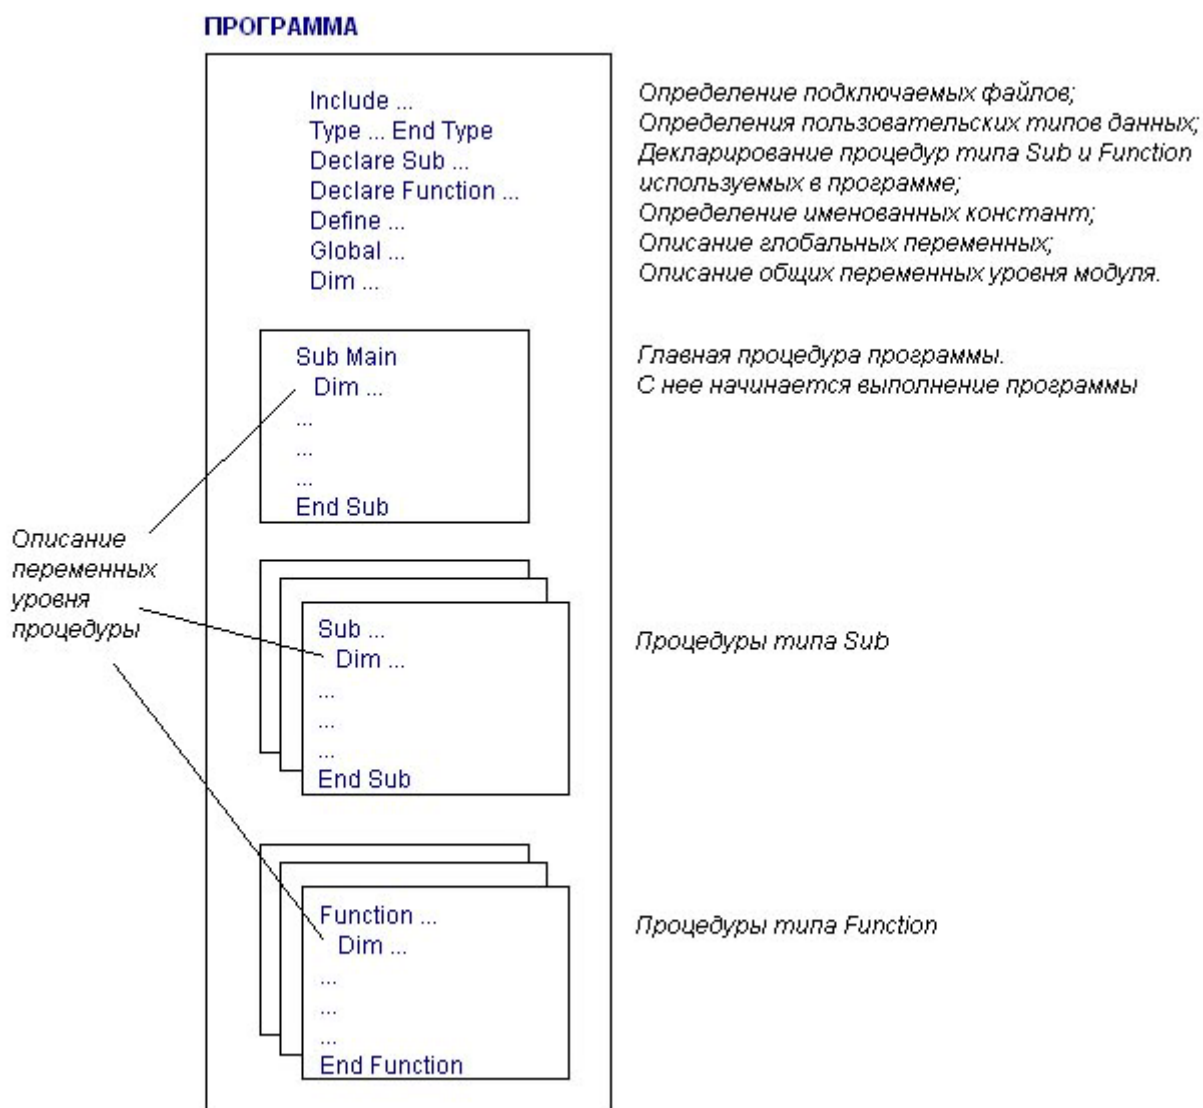 ПРОГРАММА
Include ...
Type ... End Type
Declare Sub ...
Declare Function ...
Define ...
Global ...
Dim ...
Определение подключаемых файлов;
Определения пользовательских типов данных;
Декларирование процедур типа Sub и Function
используемых в программе;
Определение именованных констант;
Описание глобальных переменных;
Описание общих переменных уровня модуля.
Sub Main
Dim ...
...
...
...
End Sub
Главная процедура программы.
С нее начинается выполнение программы
Описание
переменных
уровня
процедуры
Sub ...
Dim ...
...
...
...
End Sub
Процедуры типа Sub
Function ...
Dim ...
...
...
...
End Function
Процедуры типа Function